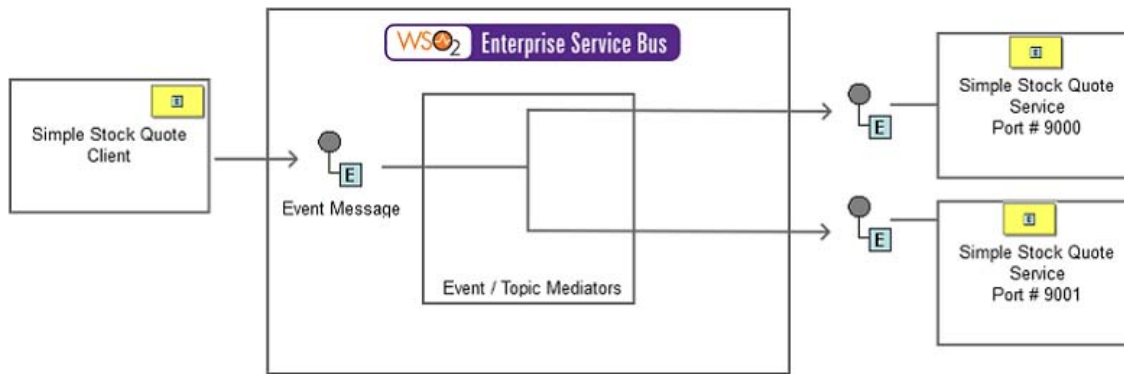 WSO2 Enterprise Service Bus
E
Simple Stock Quote
Client
E
Event Message
Event / Topic Mediators
E
E
Simple Stock Quote
Service
Port # 9000
E
E
Simple Stock Quote
Service
Port # 9001